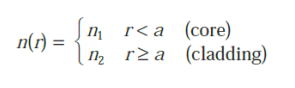 n(r) = { n₁ r < a (core)
n₂ r ≥ a (cladding)